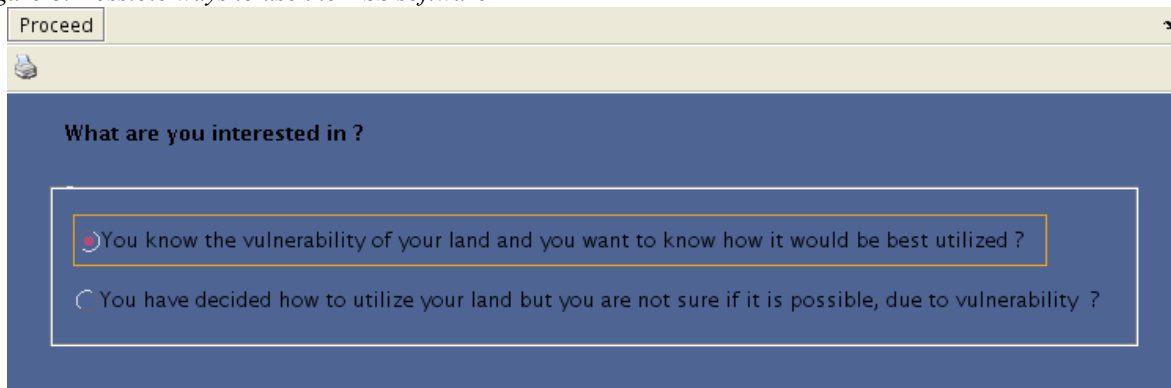 Proceed
What are you interested in ?
You know the vulnerability of your land and you want to know how it would be best utilized ?
You have decided how to utilize your land but you are not sure if it is possible, due to vulnerability ?